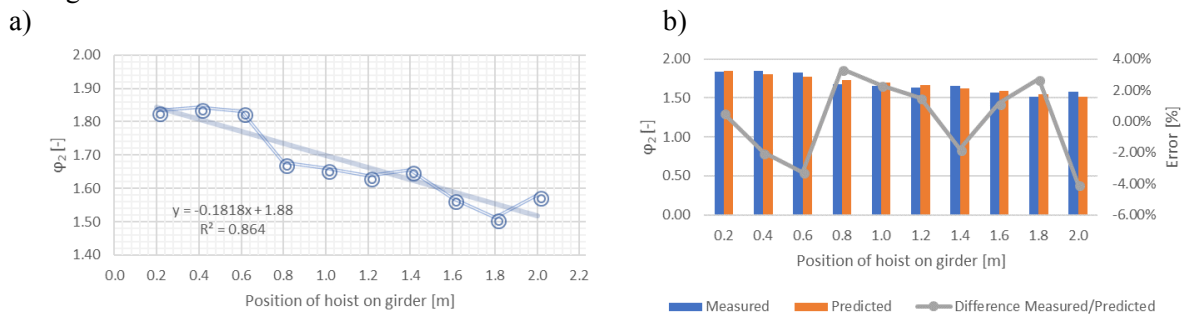 a)
2.00
1.90
1.80
1.70
1.60
1.50
1.40
φ₂ [-]
y = -0.1818x + 1.88
R² = 0.864
0.0 0.2 0.4 0.6 0.8 1.0 1.2 1.4 1.6 1.8 2.0 2.2
Position of hoist on girder [m]
b)
2.00
1.50
1.00
0.50
0.00
φ₂ [-]
4.00%
2.00%
0.00%
-2.00%
-4.00%
-6.00%
Error [%]
0.2 0.4 0.6 0.8 1.0 1.2 1.4 1.6 1.8 2.0
Position of hoist on girder [m]
Measured Predicted Difference Measured/Predicted